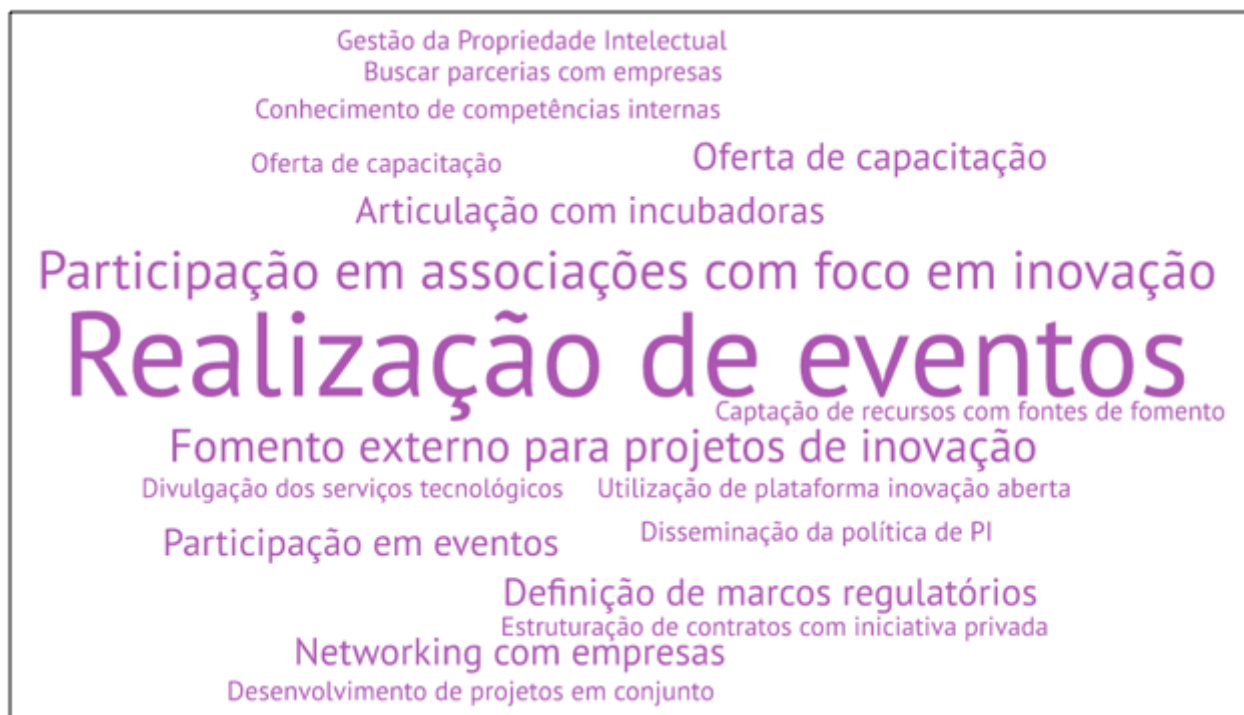 Gestão da Propriedade Intelectual
Buscar parcerias com empresas
Conhecimento de competências internas
Oferta de capacitação
Oferta de capacitação
Articulação com incubadoras
Participação em associações com foco em inovação
Realização de eventos
Captação de recursos com fontes de fomento
Fomento externo para projetos de inovação
Divulgação dos serviços tecnológicos
Utilização de plataforma inovação aberta
Participação em eventos
Disseminação da política de PI
Definição de marcos regulatórios
Estruturação de contratos com iniciativa privada
Networking com empresas
Desenvolvimento de projetos em conjunto